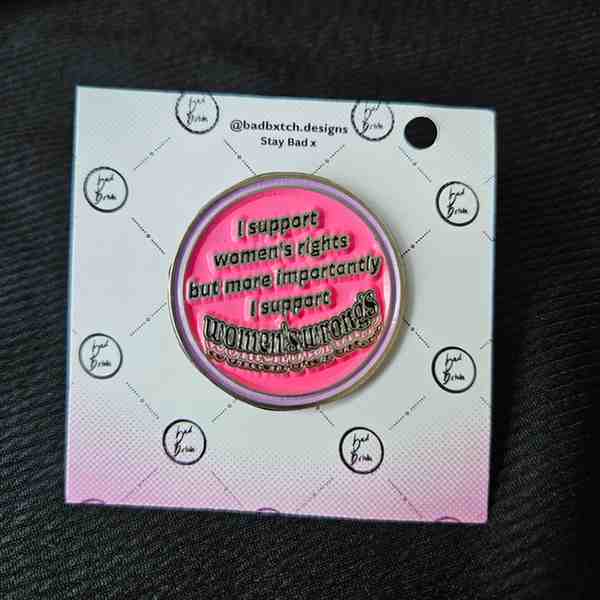 @badbxtch.designs
Stay Bad x
I support
women's rights
but more importantly
I support
women's wrongs